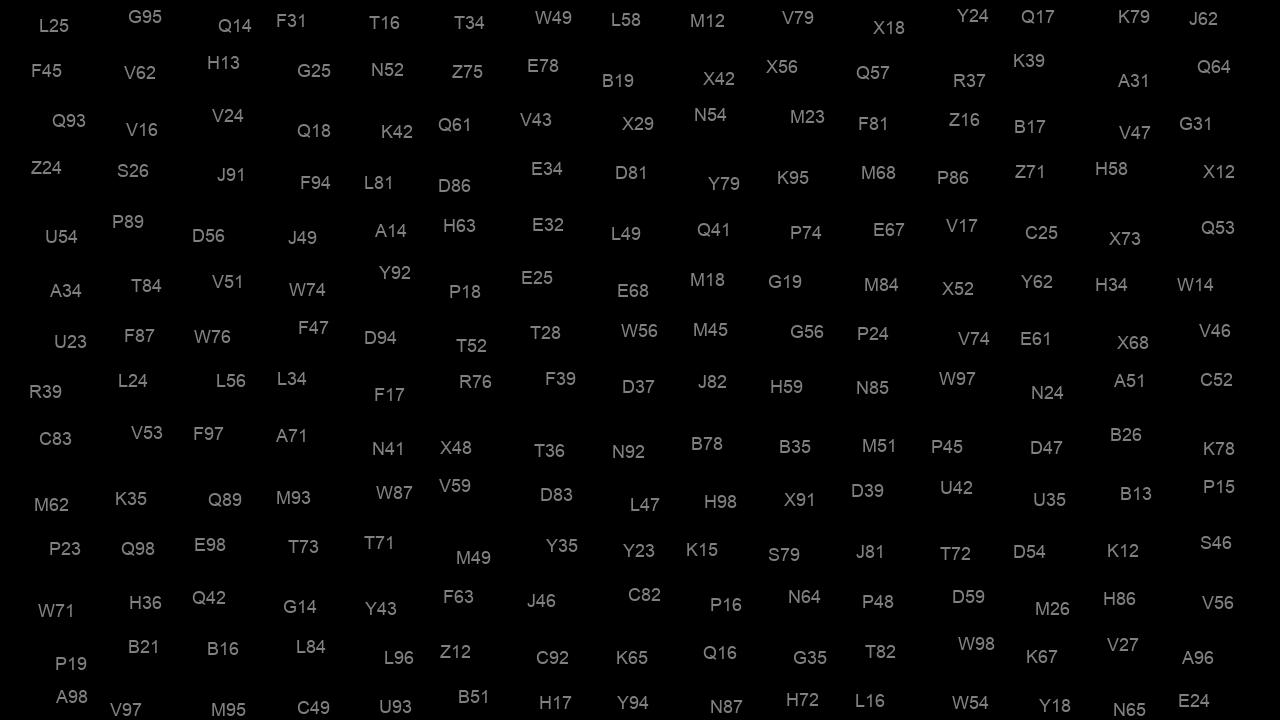 L25 G95 Q14 F31 T16 T34 W49 L58 M12 V79 X18 Y24 Q17 K79 J62
F45 V62 H13 G25 N52 Z75 E78 B19 X42 X56 Q57 R37 K39 A31 Q64
Q93 V16 V24 Q18 K42 Q61 V43 X29 N54 M23 F81 Z16 B17 V47 G31
Z24 S26 J91 F94 L81 D86 E34 D81 Y79 K95 M68 P86 Z71 H58 X12
U54 P89 D56 J49 A14 H63 E32 L49 Q41 P74 E67 V17 C25 X73 Q53
A34 T84 V51 W74 Y92 P18 E25 E68 M18 G19 M84 X52 Y62 H34 W14
U23 F87 W76 F47 D94 T52 T28 W56 M45 G56 P24 V74 E61 X68 V46
R39 L24 L56 L34 F17 R76 F39 D37 J82 H59 N85 W97 N24 A51 C52
C83 V53 F97 A71 N41 X48 T36 N92 B78 B35 M51 P45 D47 B26 K78
M62 K35 Q89 M93 W87 V59 D83 L47 H98 X91 D39 U42 U35 B13 P15
P23 Q98 E98 T73 T71 M49 Y35 Y23 K15 S79 J81 T72 D54 K12 S46
W71 H36 Q42 G14 Y43 F63 J46 C82 P16 N64 P48 D59 M26 H86 V56
P19 B21 B16 L84 L96 Z12 C92 K65 Q16 G35 T82 W98 K67 V27 A96
A98 V97 M95 C49 U93 B51 H17 Y94 N87 H72 L16 W54 Y18 N65 E24